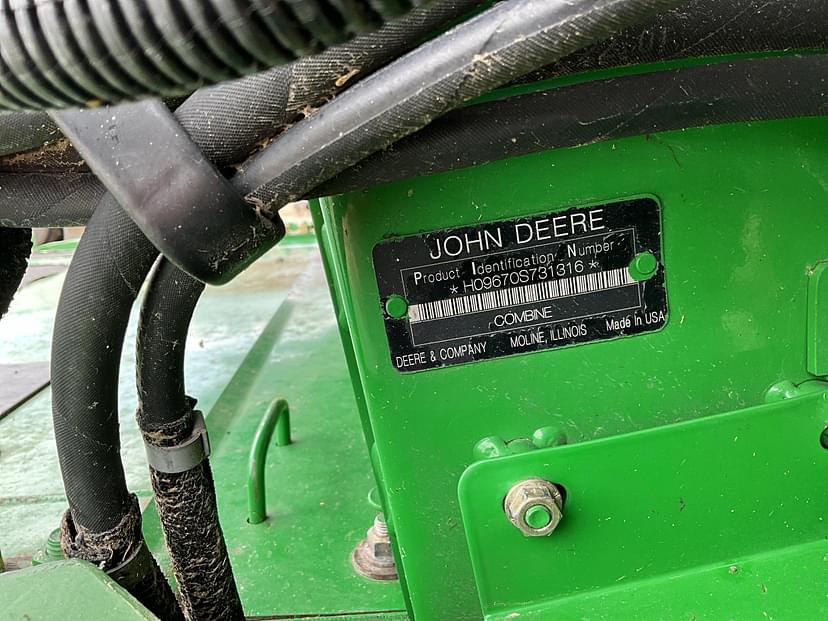 JOHN DEERE
Product Identification Number
* H09670S731316 *
COMBINE
DEERE & COMPANY MOLINE, ILLINOIS Made In USA